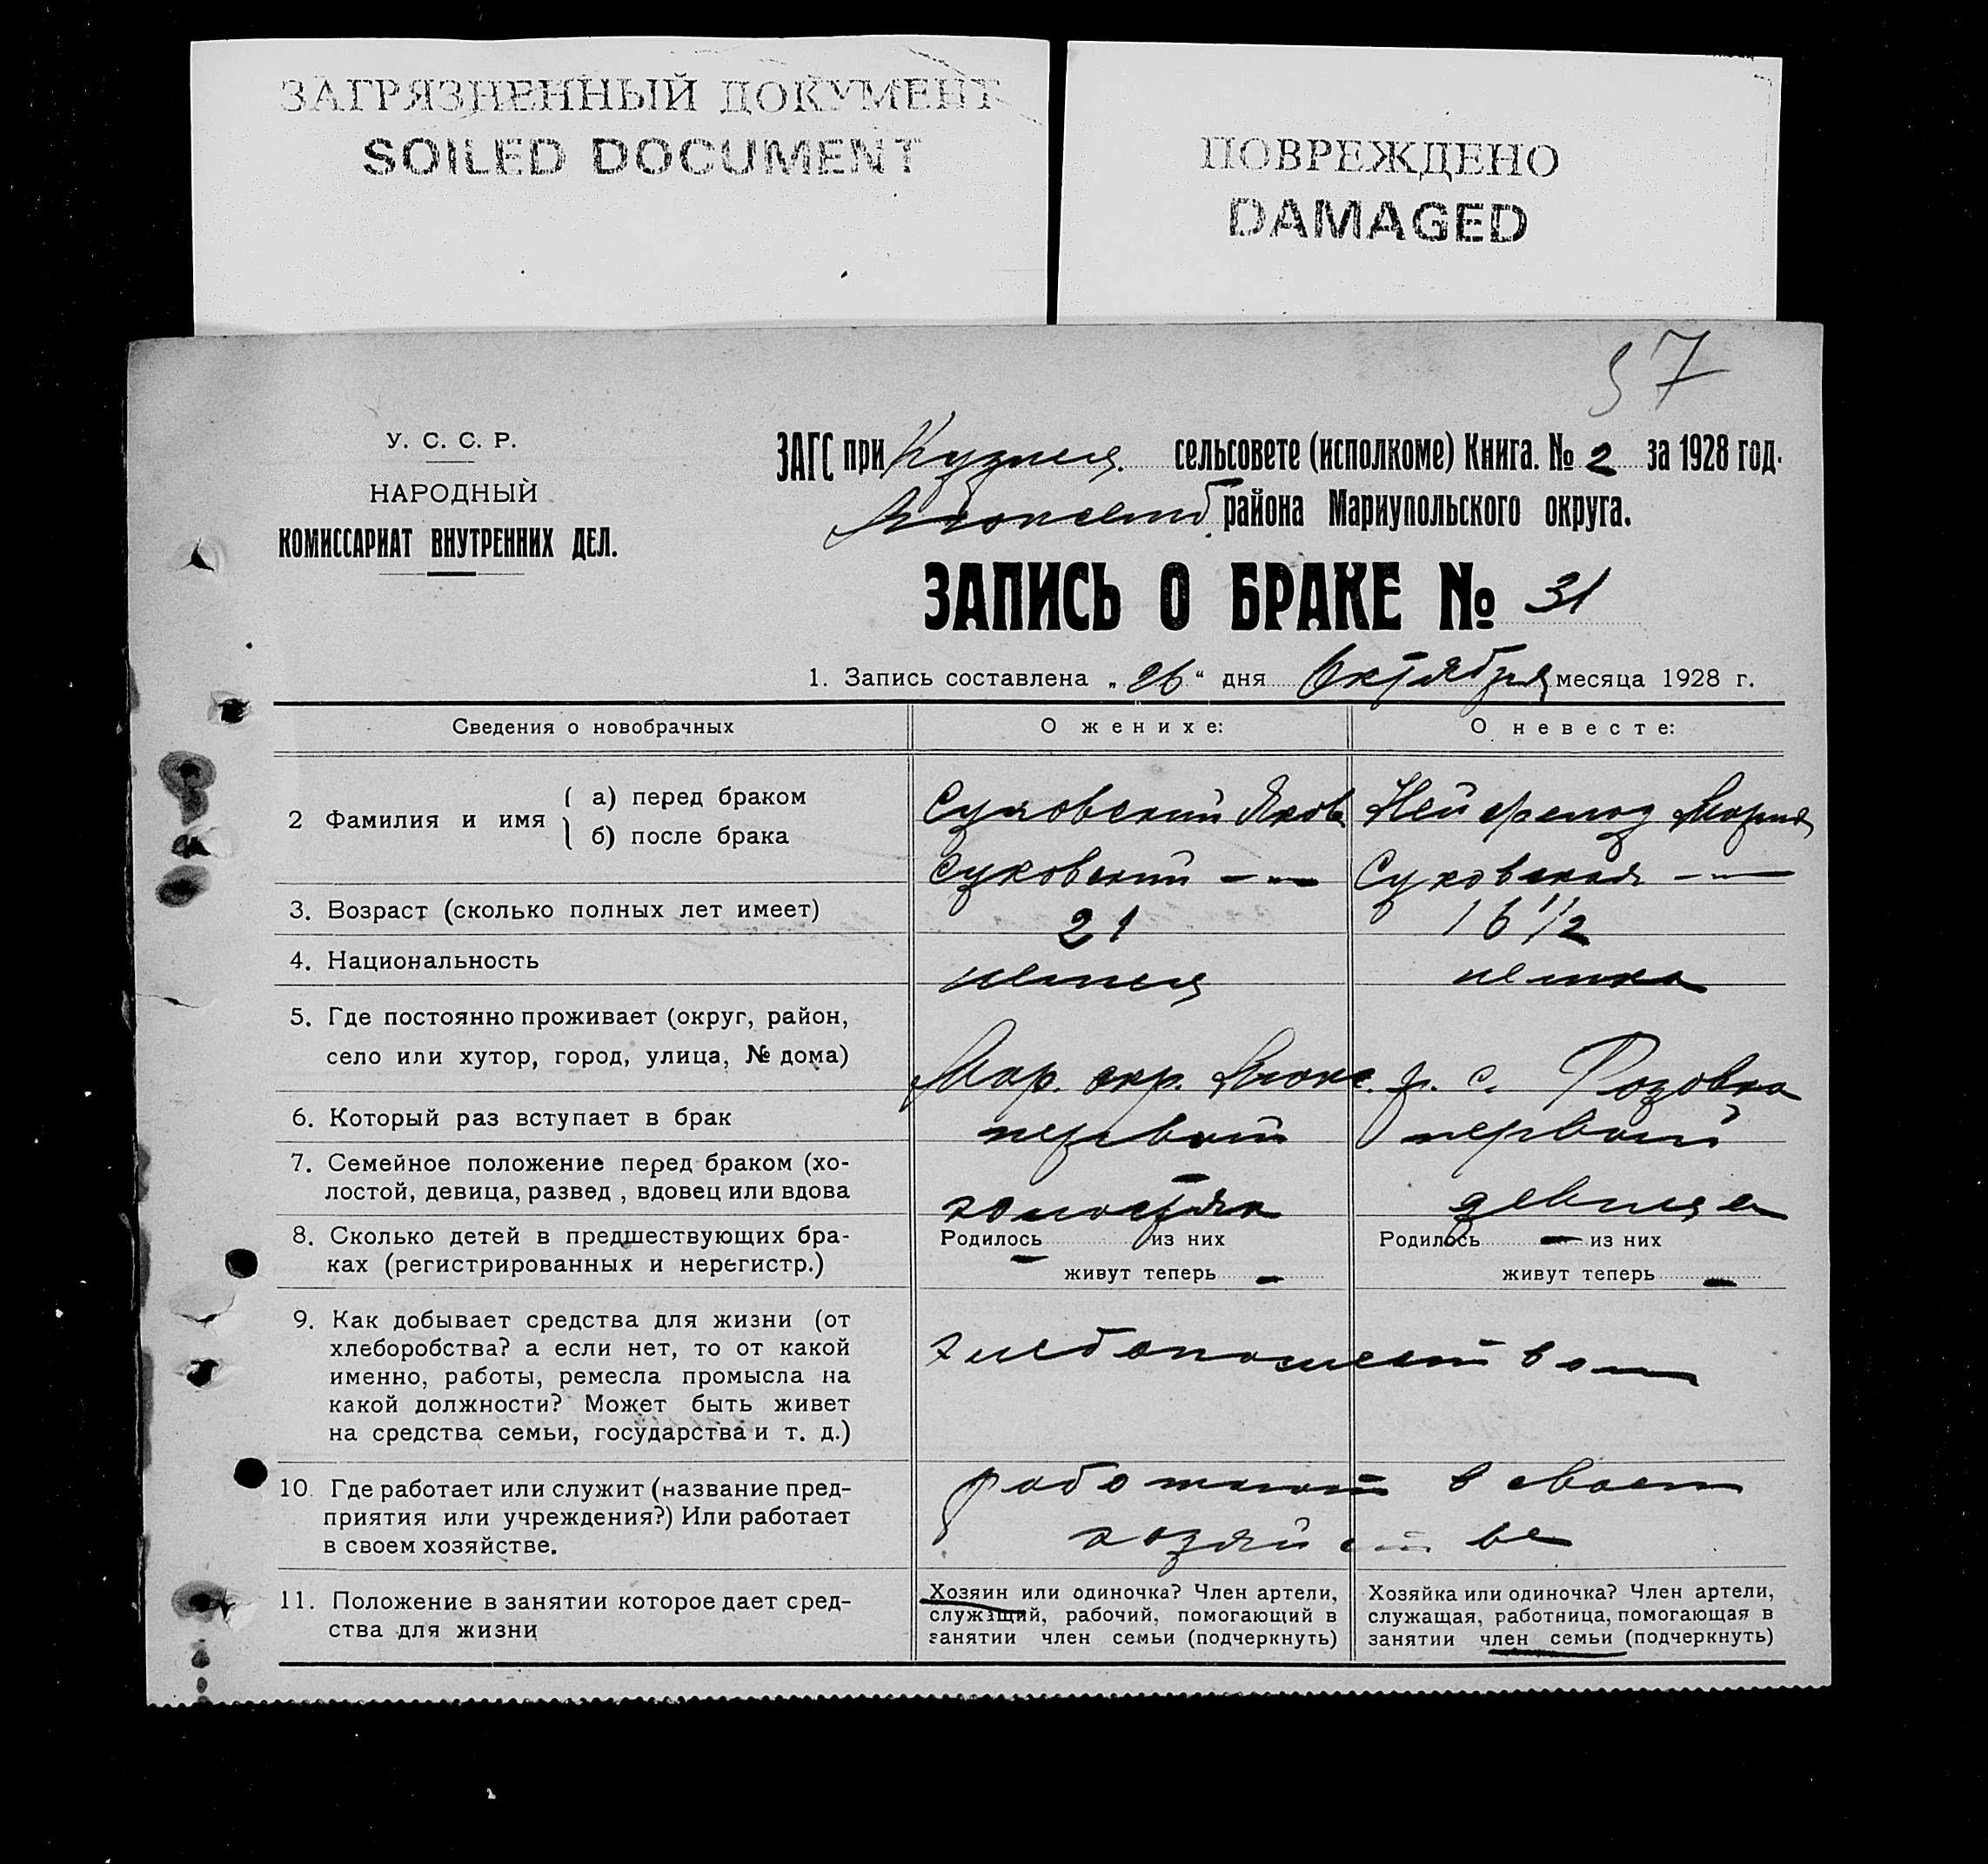 ЗАГРЯЗНЕННЫЙ ДОКУМЕНТ
SOILED DOCUMENT
ПОВРЕЖДЕНО
DAMAGED
57
У. С. С. Р.
НАРОДНЫЙ
КОМИССАРИАТ ВНУТРЕННИХ ДЕЛ.
ЗАГС при сельсовете (исполкоме) Книга. № 2 за 1928 год.
района Мариупольского округа.
ЗАПИСЬ О БРАКЕ № 31
1. Запись составлена „26“ дня Октября месяца 1928 г.
Сведения о новобрачных
О женихе:
О невесте:
2 Фамилия и имя { а) перед браком
б) после брака
Суховский Яков
Суховский -"-
Мария
Суховская -"-
3. Возраст (сколько полных лет имеет)
21
16 1/2
4. Национальность
немец
немка
5. Где постоянно проживает (округ, район,
село или хутор, город, улица, № дома)
Мар. окр. Люкс. р. с. Розовка
6. Который раз вступает в брак
первый
первый
7. Семейное положение перед браком (хо-
лостой, девица, развед , вдовец или вдова
холостяк
девица
8. Сколько детей в предшествующих бра-
ках (регистрированных и нерегистр.)
Родилось — из них
живут теперь —
Родилось — из них
живут теперь —
9. Как добывает средства для жизни (от
хлеборобства? а если нет, то от какой
именно, работы, ремесла промысла на
какой должности? Может быть живет
на средства семьи, государства и т. д.)
хлебопашеством
10. Где работает или служит (название пред-
приятия или учреждения?) Или работает
в своем хозяйстве.
работают в своем
хозяйстве
11. Положение в занятии которое дает сред-
ства для жизни
Хозяин или одиночка? Член артели,
служащий, рабочий, помогающий в
занятии член семьи (подчеркнуть)
Хозяйка или одиночка? Член артели,
служащая, работница, помогающая в
занятии член семьи (подчеркнуть)